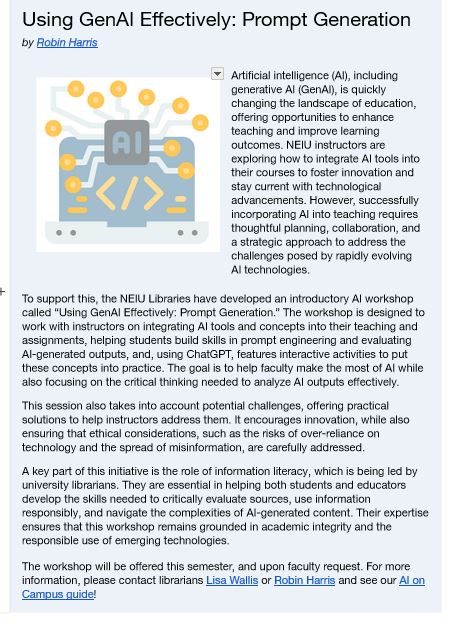 Using GenAI Effectively: Prompt Generation
by Robin Harris
AI
</>
Artificial intelligence (AI), including
generative AI (GenAI), is quickly
changing the landscape of education,
offering opportunities to enhance
teaching and improve learning
outcomes. NEIU instructors are
exploring how to integrate AI tools into
their courses to foster innovation and
stay current with technological
advancements. However, successfully
incorporating AI into teaching requires
thoughtful planning, collaboration, and
a strategic approach to address the
challenges posed by rapidly evolving
AI technologies.
To support this, the NEIU Libraries have developed an introductory AI workshop
called “Using GenAI Effectively: Prompt Generation.” The workshop is designed to
work with instructors on integrating AI tools and concepts into their teaching and
assignments, helping students build skills in prompt engineering and evaluating
AI-generated outputs, and, using ChatGPT, features interactive activities to put
these concepts into practice. The goal is to help faculty make the most of AI while
also focusing on the critical thinking needed to analyze AI outputs effectively.
This session also takes into account potential challenges, offering practical
solutions to help instructors address them. It encourages innovation, while also
ensuring that ethical considerations, such as the risks of over-reliance on
technology and the spread of misinformation, are carefully addressed.
A key part of this initiative is the role of information literacy, which is being led by
university librarians. They are essential in helping both students and educators
develop the skills needed to critically evaluate sources, use information
responsibly, and navigate the complexities of AI-generated content. Their expertise
ensures that this workshop remains grounded in academic integrity and the
responsible use of emerging technologies.
The workshop will be offered this semester, and upon faculty request. For more
information, please contact librarians Lisa Wallis or Robin Harris and see our AI on
Campus guide!